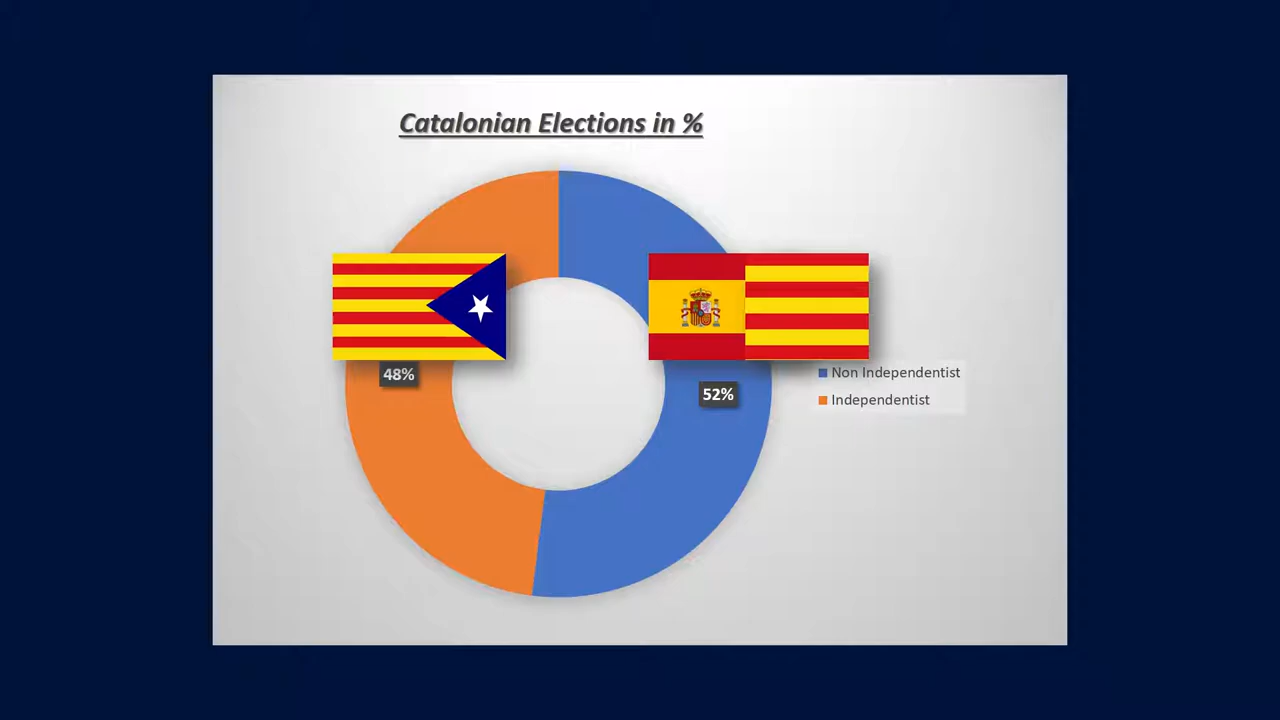 Catalonian Elections in %
48%
52%
Non Independentist
Independentist